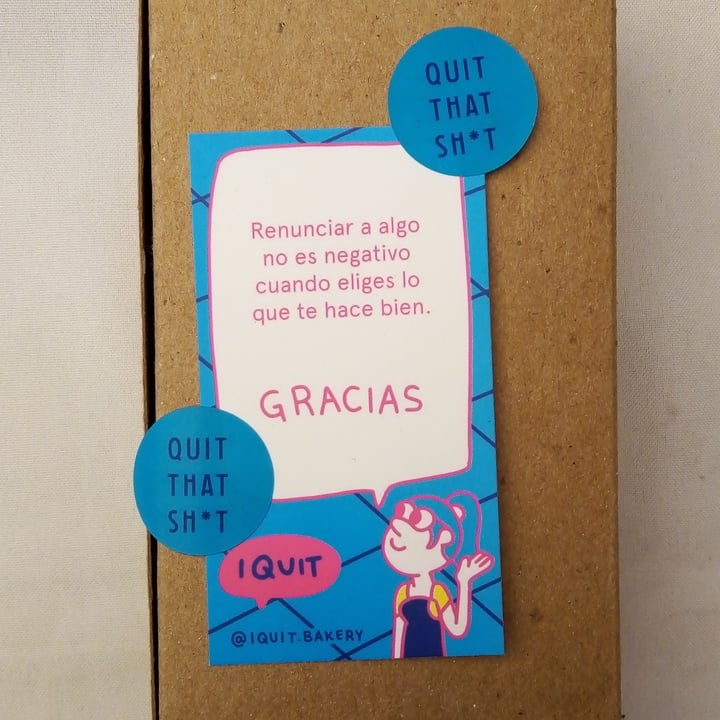 QUIT
THAT
SH*T
Renunciar a algo
no es negativo
cuando eliges lo
que te hace bien.
GRACIAS
QUIT
THAT
SH*T
I QUIT
@IQUIT.BAKERY